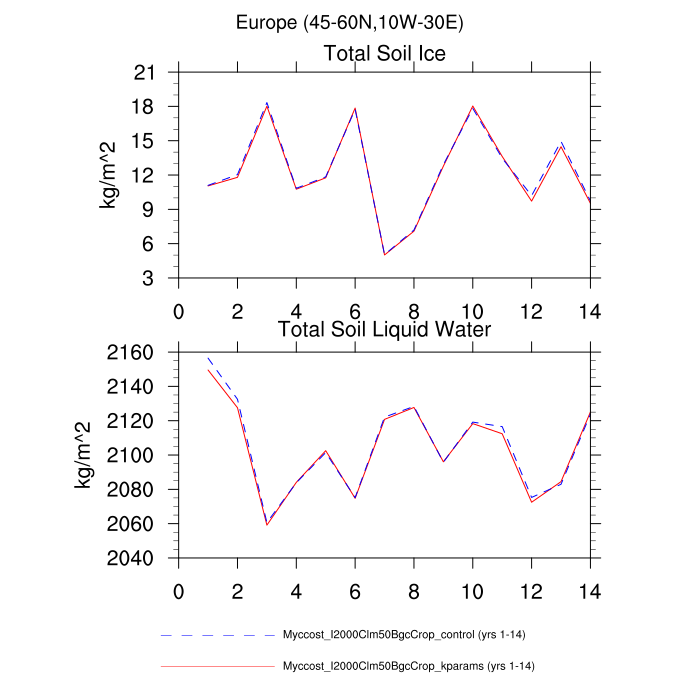 Europe (45-60N,10W-30E)
Total Soil Ice
21
18
15
12
9
6
3
kg/m^2
0 2 4 6 8 10 12 14
Total Soil Liquid Water
2160
2140
2120
2100
2080
2060
2040
kg/m^2
0 2 4 6 8 10 12 14
Myccost_I2000Clm50BgcCrop_control (yrs 1-14)
Myccost_I2000Clm50BgcCrop_kparams (yrs 1-14)